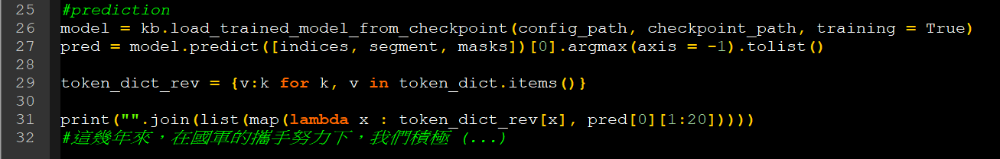 25 #prediction
26 model = kb.load_trained_model_from_checkpoint(config_path, checkpoint_path, training = True)
27 pred = model.predict([indices, segment, masks])[0].argmax(axis = -1).tolist()
28
29 token_dict_rev = {v:k for k, v in token_dict.items()}
30
31 print("".join(list(map(lambda x : token_dict_rev[x], pred[0][1:20]))))
32 #這幾年來，在國軍的攜手努力下，我們積極 (...)